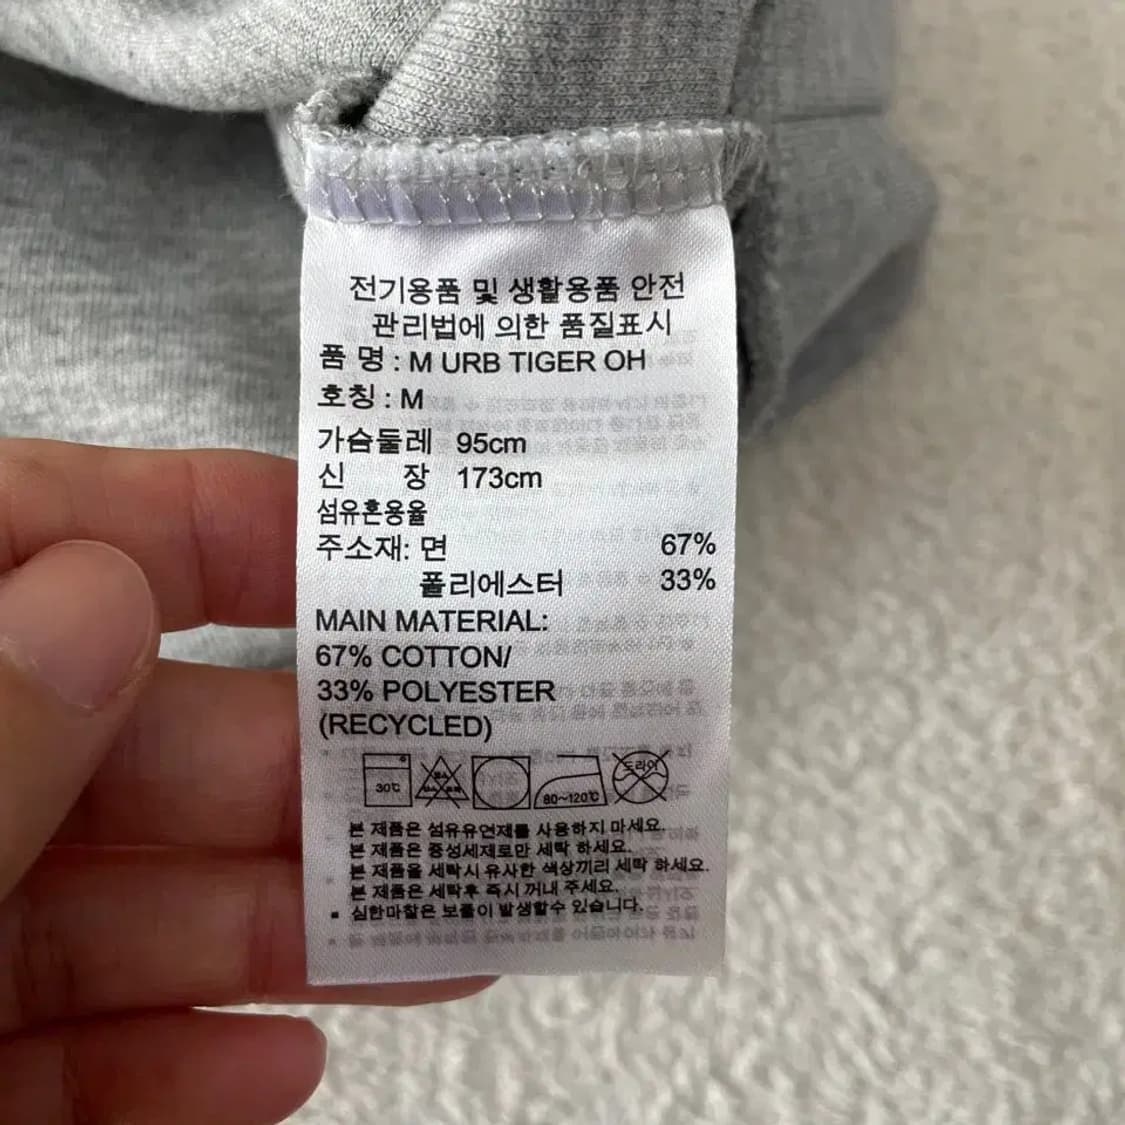 전기용품 및 생활용품 안전
관리법에 의한 품질표시
품 명 : M URB TIGER OH
호칭 : M
가슴둘레 95cm
신 장 173cm
섬유혼용율
주소재: 면 67%
폴리에스터 33%
MAIN MATERIAL:
67% COTTON/
33% POLYESTER
(RECYCLED)
30℃ 80~120℃ 드라이
본 제품은 섬유유연제를 사용하지 마세요.
본 제품은 중성세제로만 세탁 하세요.
본 제품을 세탁시 유사한 색상끼리 세탁 하세요.
본 제품은 세탁후 즉시 꺼내 주세요.
▪ 심한마찰은 보풀이 발생할수 있습니다.